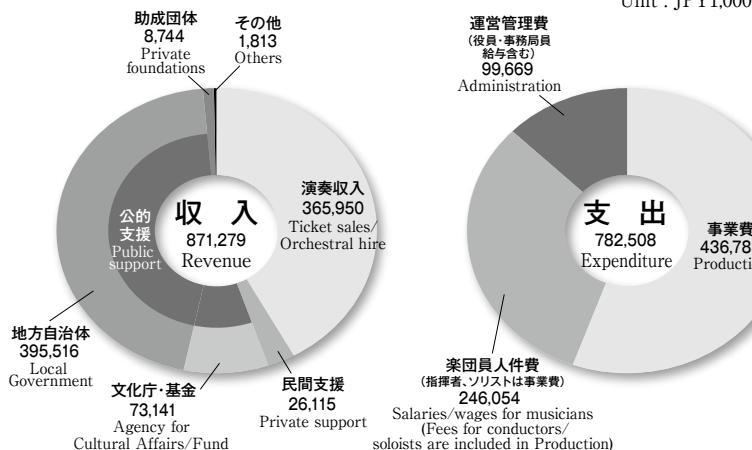 Unit : JPY1,000
助成団体
8,744
Private
foundations
その他
1,813
Others
演奏収入
365,950
Ticket sales/
Orchestral hire
収 入
871,279
Revenue
公的
支援
Public
support
地方自治体
395,516
Local
Government
文化庁・基金
73,141
Agency for
Cultural Affairs/Fund
民間支援
26,115
Private support
運営管理費
(役員・事務局員
給与含む)
99,669
Administration
支 出
782,508
Expenditure
事業費
436,78
Producti
楽団員人件費
(指揮者、ソリストは事業費)
246,054
Salaries/wages for musicians
(Fees for conductors/
soloists are included in Production)